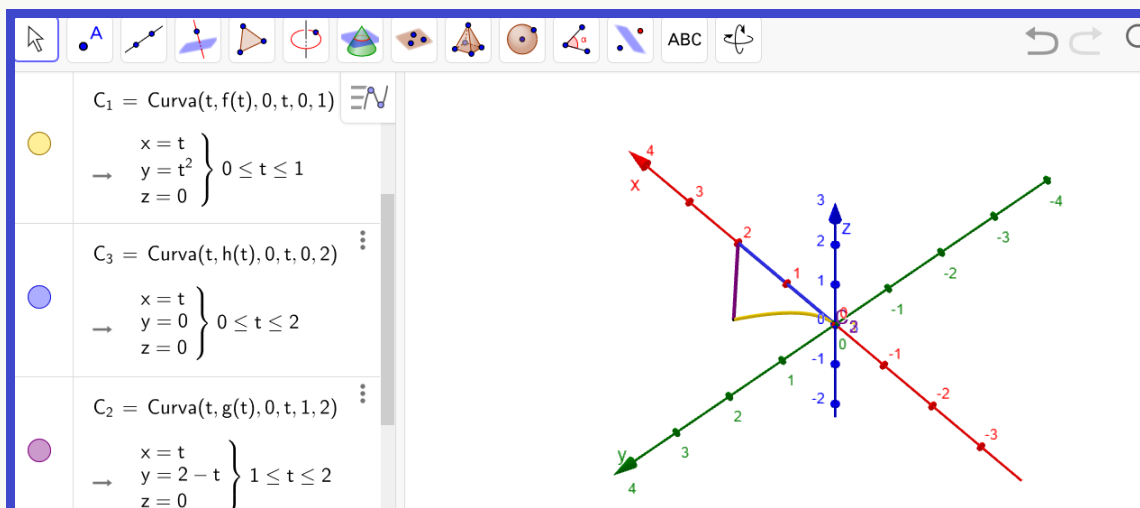 A
α
ABC
C₁ = Curva(t, f(t), 0, t, 0, 1)
x = t
y = t²
z = 0
0 ≤ t ≤ 1
C₃ = Curva(t, h(t), 0, t, 0, 2)
x = t
y = 0
z = 0
0 ≤ t ≤ 2
C₂ = Curva(t, g(t), 0, t, 1, 2)
x = t
y = 2 − t
z = 0
1 ≤ t ≤ 2
4
x
3
2
1
0
-1
-2
-3
3
z
2
1
0
-1
-2
-4
-3
-2
-1
0
1
2
3
y
4